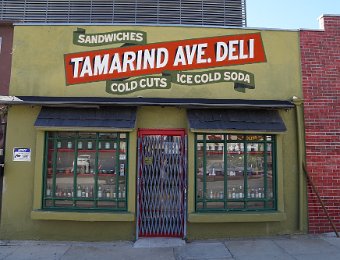 SANDWICHES
TAMARIND AVE. DELI
COLD CUTS ICE COLD SODA